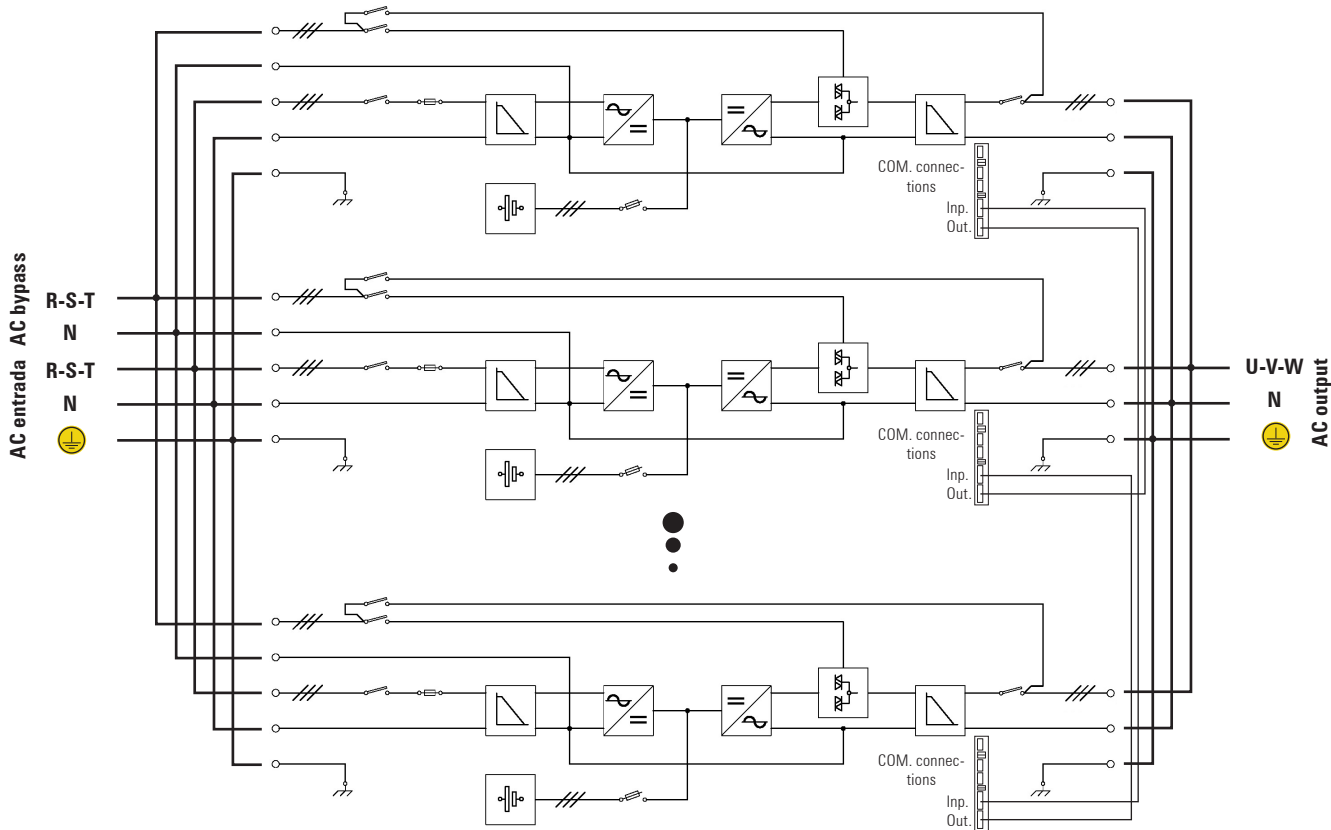 COM. connec-
tions
Inp.
Out.
AC bypass
R-S-T
N
AC entrada
R-S-T
N
COM. connec-
tions
Inp.
Out.
U-V-W
N
AC output
COM. connec-
tions
Inp.
Out.